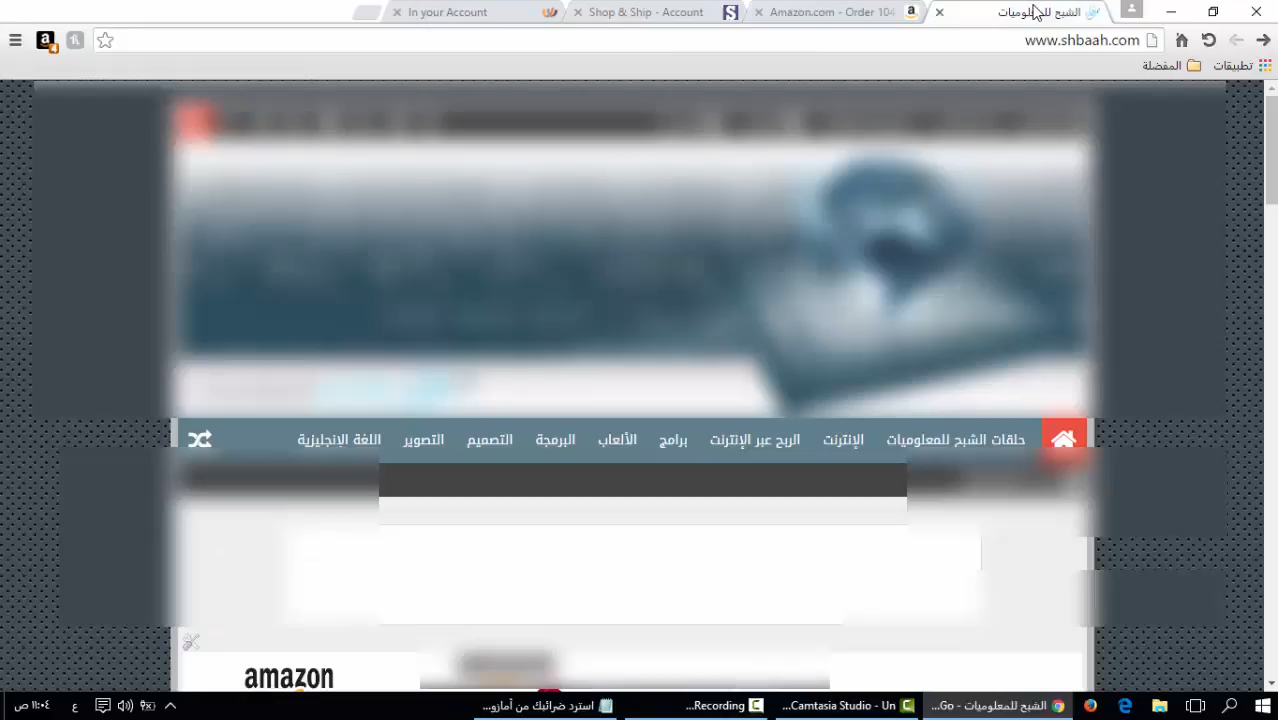 الشبح للمعلوميات
Amazon.com - Order 104
Shop & Ship - Account
In your Account
www.shbaah.com
تطبيقات
المفضلة
حلقات الشبح للمعلوميات
الإنترنت
الربح عبر الإنترنت
برامج
الألعاب
البرمجة
التصميم
التصوير
اللغة الإنجليزية
amazon
الشبح للمعلوميات - Go...
Camtasia Studio - Un...
Recording...
استرد ضرائبك من أمازو...
ع
١١:٠٤ ص